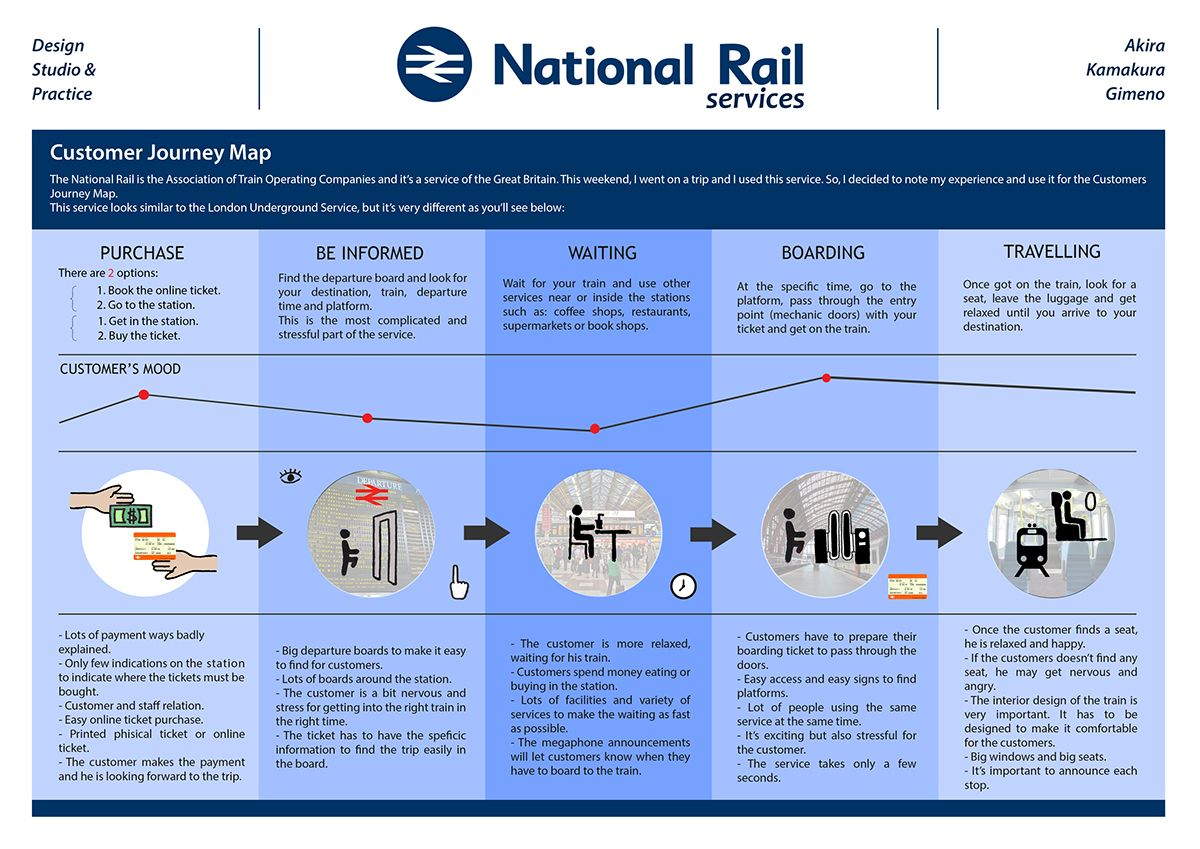 Design
Studio &
Practice
National Rail
services
Akira
Kamakura
Gimeno
Customer Journey Map
The National Rail is the Association of Train Operating Companies and it's a service of the Great Britain. This weekend, I went on a trip and I used this service. So, I decided to note my experience and use it for the Customers
Journey Map.
This service looks similar to the London Underground Service, but it's very different as you'll see below:
PURCHASE
There are 2 options:
1. Book the online ticket.
2. Go to the station.
1. Get in the station.
2. Buy the ticket.
BE INFORMED
Find the departure board and look for
your destination, train, departure
time and platform.
This is the most complicated and
stressful part of the service.
WAITING
Wait for your train and use other
services near or inside the stations
such as: coffee shops, restaurants,
supermarkets or book shops.
BOARDING
At the specific time, go to the
platform, pass through the entry
point (mechanic doors) with your
ticket and get on the train.
TRAVELLING
Once got on the train, look for a
seat, leave the luggage and get
relaxed until you arrive to your
destination.
CUSTOMER'S MOOD
$
DEPARTURE
- Lots of payment ways badly
explained.
- Only few indications on the station
to indicate where the tickets must be
bought.
- Customer and staff relation.
- Easy online ticket purchase.
- Printed phisical ticket or online
ticket.
- The customer makes the payment
and he is looking forward to the trip.
- Big departure boards to make it easy
to find for customers.
- Lots of boards around the station.
- The customer is a bit nervous and
stress for getting into the right train in
the right time.
- The ticket has to have the speficic
information to find the trip easily in
the board.
- The customer is more relaxed,
waiting for his train.
- Customers spend money eating or
buying in the station.
- Lots of facilities and variety of
services to make the waiting as fast
as possible.
- The megaphone announcements
will let customers know when they
have to board to the train.
- Customers have to prepare their
boarding ticket to pass through the
doors.
- Easy access and easy signs to find
platforms.
- Lot of people using the same
service at the same time.
- It's exciting but also stressful for
the customer.
- The service takes only a few
seconds.
- Once the customer finds a seat,
he is relaxed and happy.
- If the customers doesn't find any
seat, he may get nervous and
angry.
- The interior design of the train is
very important. It has to be
designed to make it comfortable
for the customers.
- Big windows and big seats.
- It's important to announce each
stop.